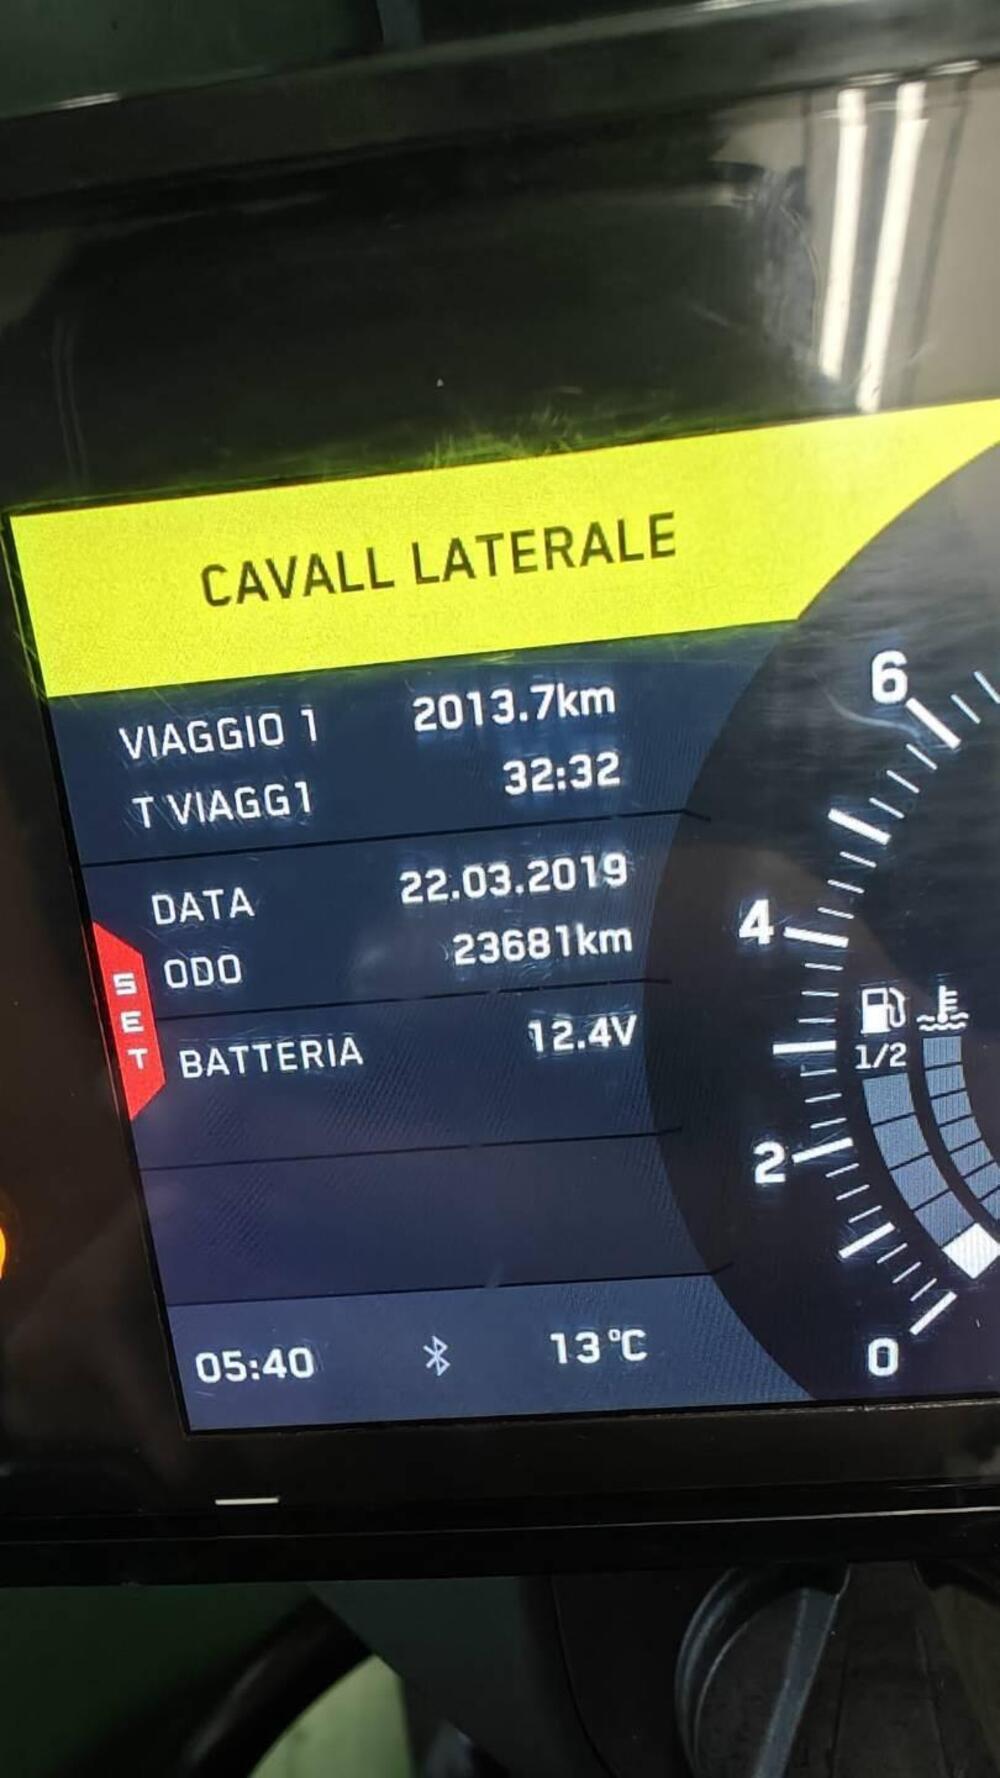 CAVALL LATERALE
VIAGGIO 1 2013.7km
T VIAGG1 32:32
DATA 22.03.2019
ODO 23681km
SET
BATTERIA 12.4V
05:40 13°C
6
4
1/2
2
0